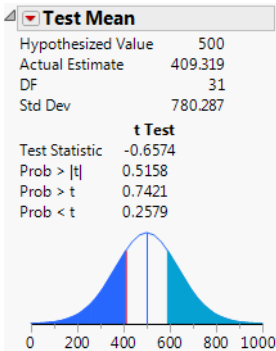 Test Mean
Hypothesized Value 500
Actual Estimate 409.319
DF 31
Std Dev 780.287
t Test
Test Statistic -0.6574
Prob > |t| 0.5158
Prob > t 0.7421
Prob < t 0.2579
0 200 400 600 800 1000